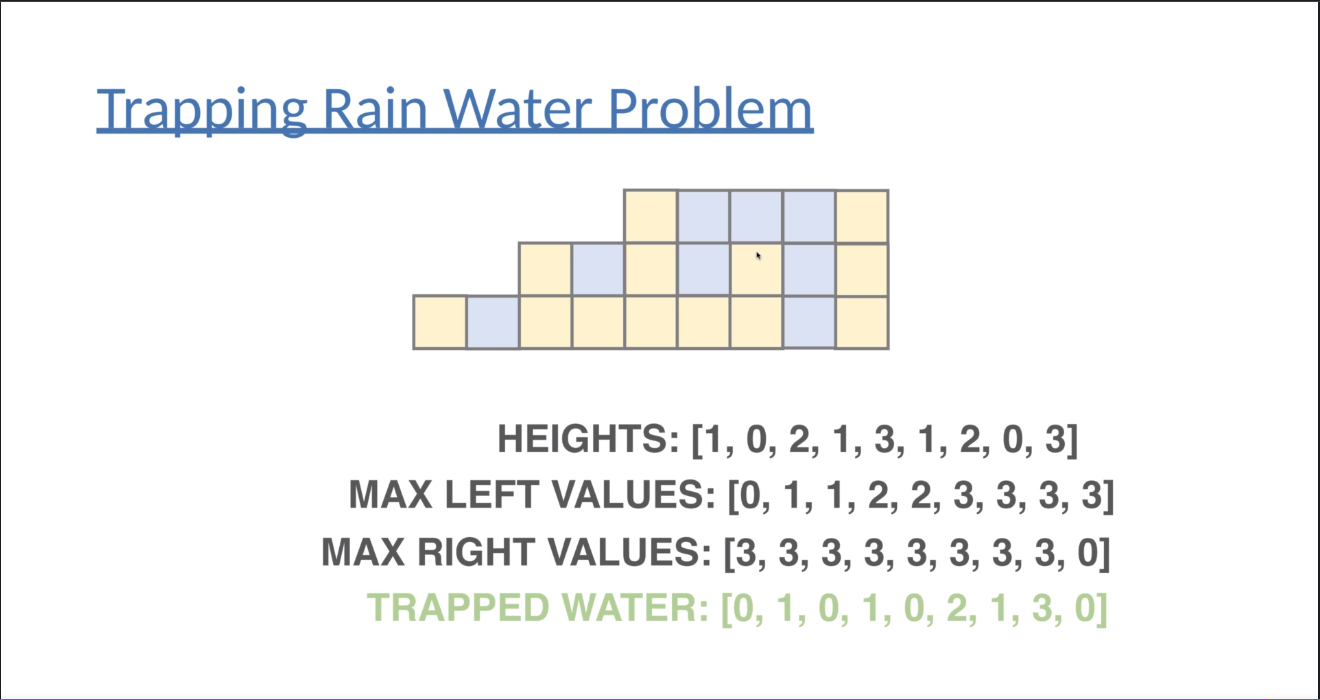 Trapping Rain Water Problem
HEIGHTS: [1, 0, 2, 1, 3, 1, 2, 0, 3]
MAX LEFT VALUES: [0, 1, 1, 2, 2, 3, 3, 3, 3]
MAX RIGHT VALUES: [3, 3, 3, 3, 3, 3, 3, 3, 0]
TRAPPED WATER: [0, 1, 0, 1, 0, 2, 1, 3, 0]